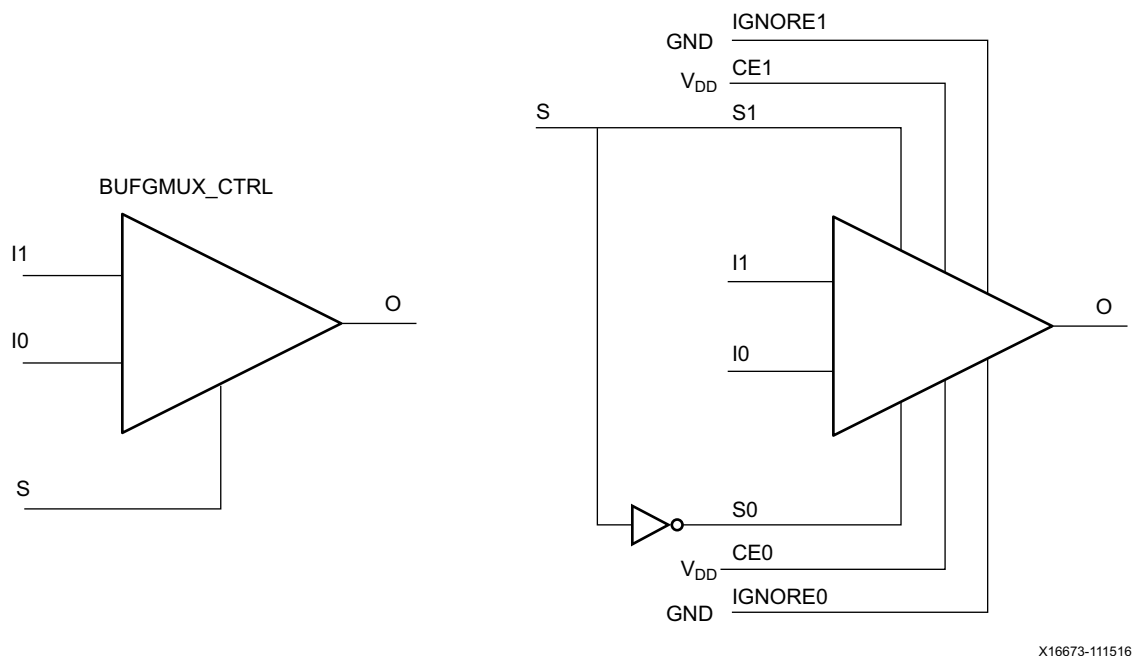 BUFGMUX_CTRL
I1
I0
S
O
IGNORE1
GND
CE1
VDD
S
S1
I1
I0
O
S0
CE0
VDD
IGNORE0
GND
X16673-111516